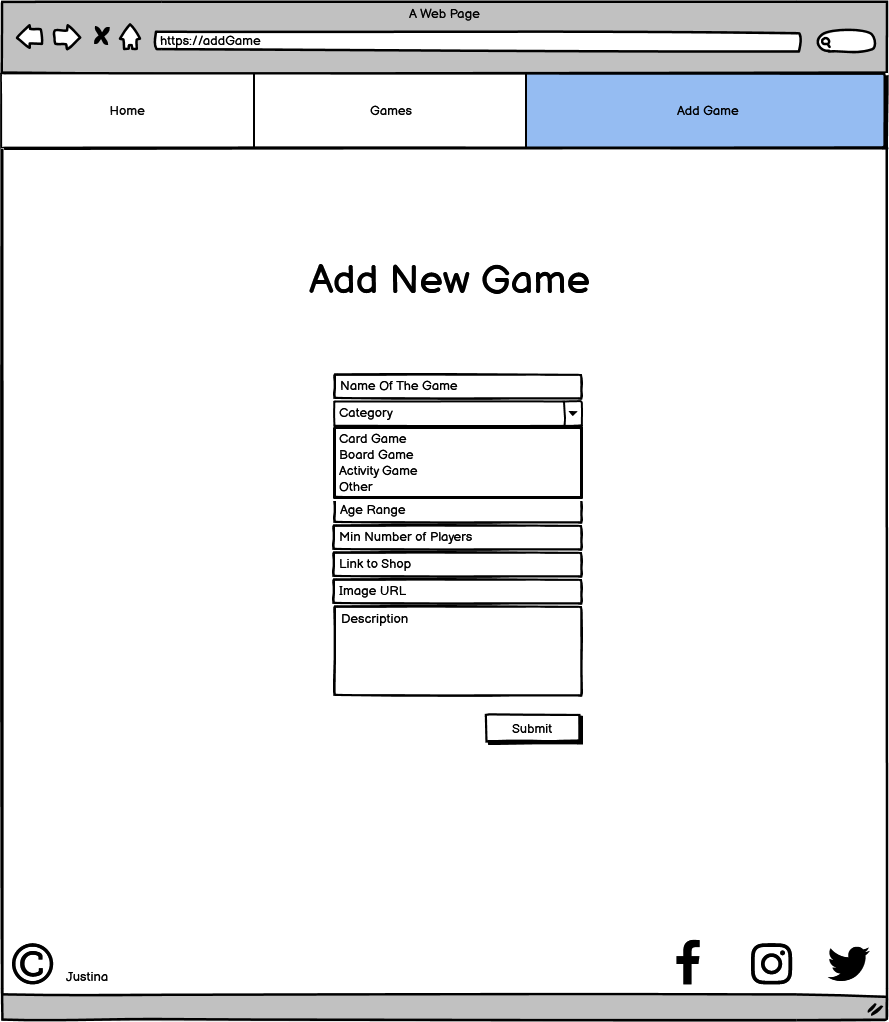 A Web Page
https://addGame
Home
Games
Add Game
Add New Game
Name Of The Game
Category
Card Game
Board Game
Activity Game
Other
Age Range
Min Number of Players
Link to Shop
Image URL
Description
Submit
© Justina